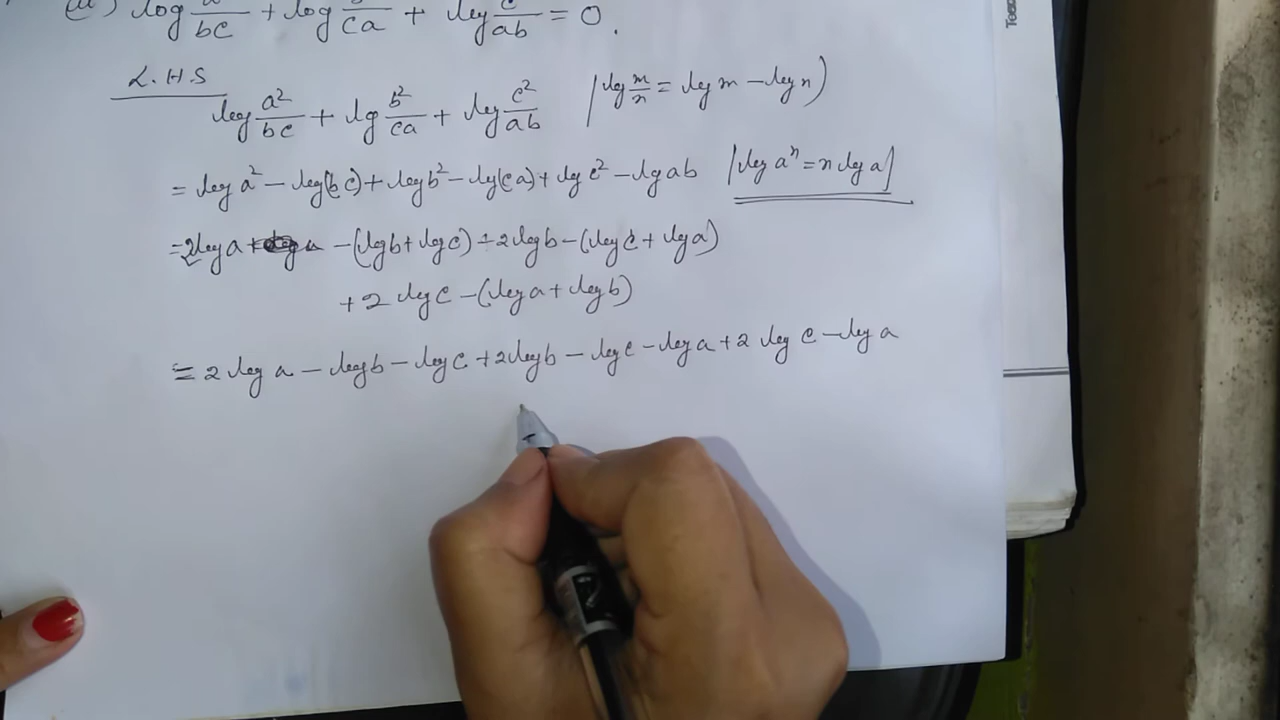 (ii) log a²/bc + log b²/ca + log c²/ab = 0.
L.H.S
log a²/bc + log b²/ca + log c²/ab | log m/n = log m - log n)
= log a² - log(bc) + log b² - log(ca) + log c² - log ab | log aⁿ = n log a |
= 2 log a - (log b + log c) + 2 log b - (log c + log a)
+ 2 log c - (log a + log b)
= 2 log a - log b - log c + 2 log b - log c - log a + 2 log c - log a